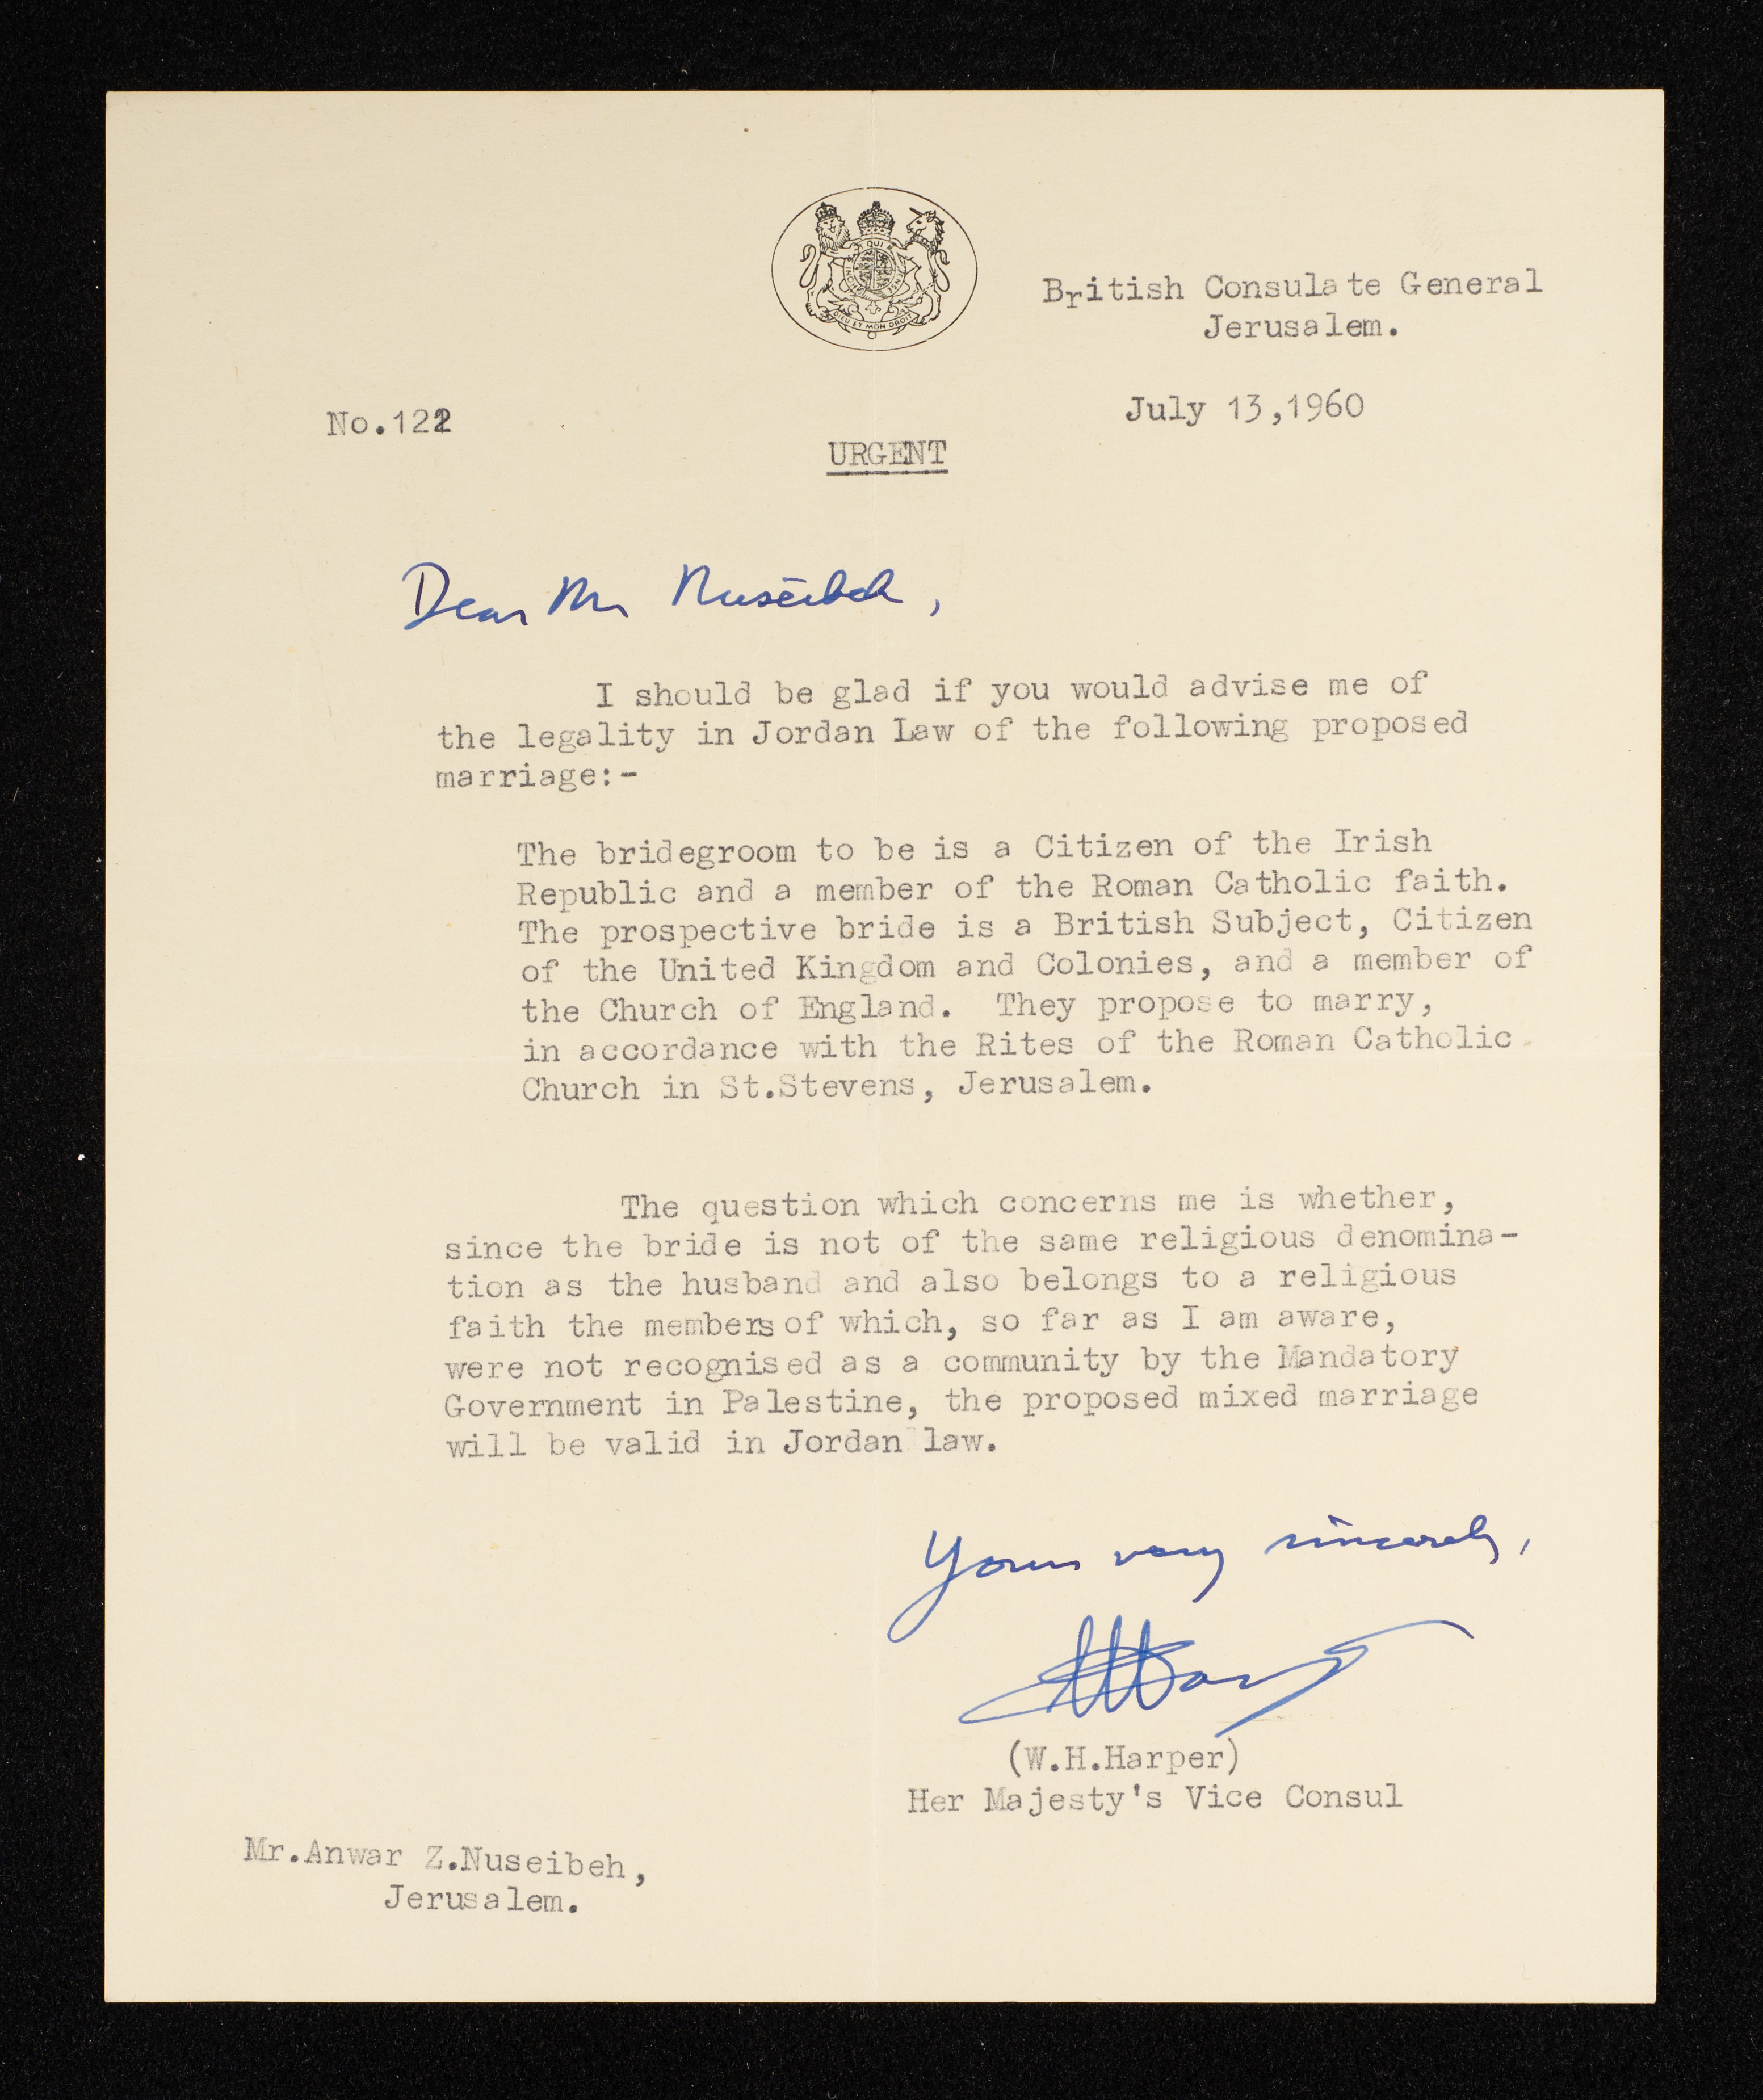 QUI
DIEU ET MON DROIT
British Consulate General
Jerusalem.
No.122
July 13,1960
URGENT
Dear Mr Nuseibeh,
I should be glad if you would advise me of
the legality in Jordan Law of the following proposed
marriage:-
The bridegroom to be is a Citizen of the Irish
Republic and a member of the Roman Catholic faith.
The prospective bride is a British Subject, Citizen
of the United Kingdom and Colonies, and a member of
the Church of England. They propose to marry,
in accordance with the Rites of the Roman Catholic
Church in St.Stevens, Jerusalem.
The question which concerns me is whether,
since the bride is not of the same religious denomina-
tion as the husband and also belongs to a religious
faith the members of which, so far as I am aware,
were not recognised as a community by the Mandatory
Government in Palestine, the proposed mixed marriage
will be valid in Jordan law.
Yours very sincerely,
(W.H.Harper)
Her Majesty's Vice Consul
Mr.Anwar Z.Nuseibeh,
Jerusalem.